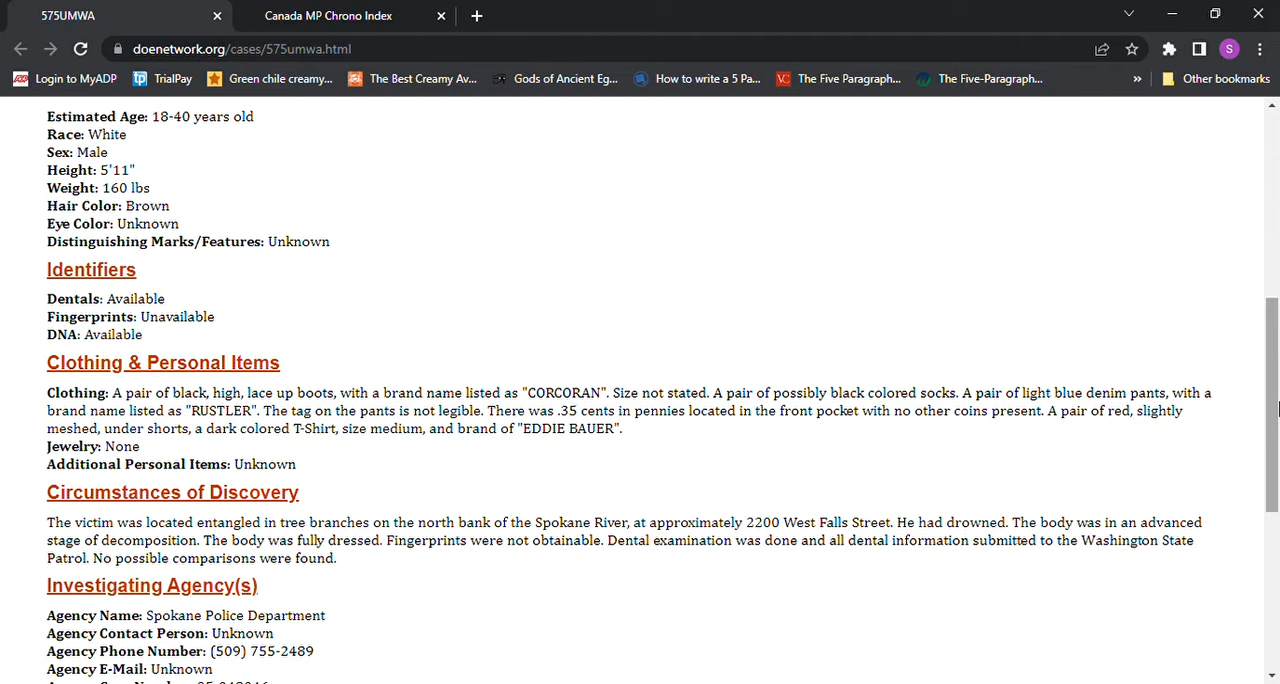 575UMWA
Canada MP Chrono Index
doenetwork.org/cases/575umwa.html
S
Login to MyADP
tp TrialPay
Green chile creamy...
The Best Creamy Av...
Gods of Ancient Eg...
How to write a 5 Pa...
VC The Five Paragraph...
The Five-Paragraph...
»
Other bookmarks
Estimated Age: 18-40 years old
Race: White
Sex: Male
Height: 5'11"
Weight: 160 lbs
Hair Color: Brown
Eye Color: Unknown
Distinguishing Marks/Features: Unknown
Identifiers
Dentals: Available
Fingerprints: Unavailable
DNA: Available
Clothing & Personal Items
Clothing: A pair of black, high, lace up boots, with a brand name listed as "CORCORAN". Size not stated. A pair of possibly black colored socks. A pair of light blue denim pants, with a
brand name listed as "RUSTLER". The tag on the pants is not legible. There was .35 cents in pennies located in the front pocket with no other coins present. A pair of red, slightly
meshed, under shorts, a dark colored T-Shirt, size medium, and brand of "EDDIE BAUER".
Jewelry: None
Additional Personal Items: Unknown
Circumstances of Discovery
The victim was located entangled in tree branches on the north bank of the Spokane River, at approximately 2200 West Falls Street. He had drowned. The body was in an advanced
stage of decomposition. The body was fully dressed. Fingerprints were not obtainable. Dental examination was done and all dental information submitted to the Washington State
Patrol. No possible comparisons were found.
Investigating Agency(s)
Agency Name: Spokane Police Department
Agency Contact Person: Unknown
Agency Phone Number: (509) 755-2489
Agency E-Mail: Unknown